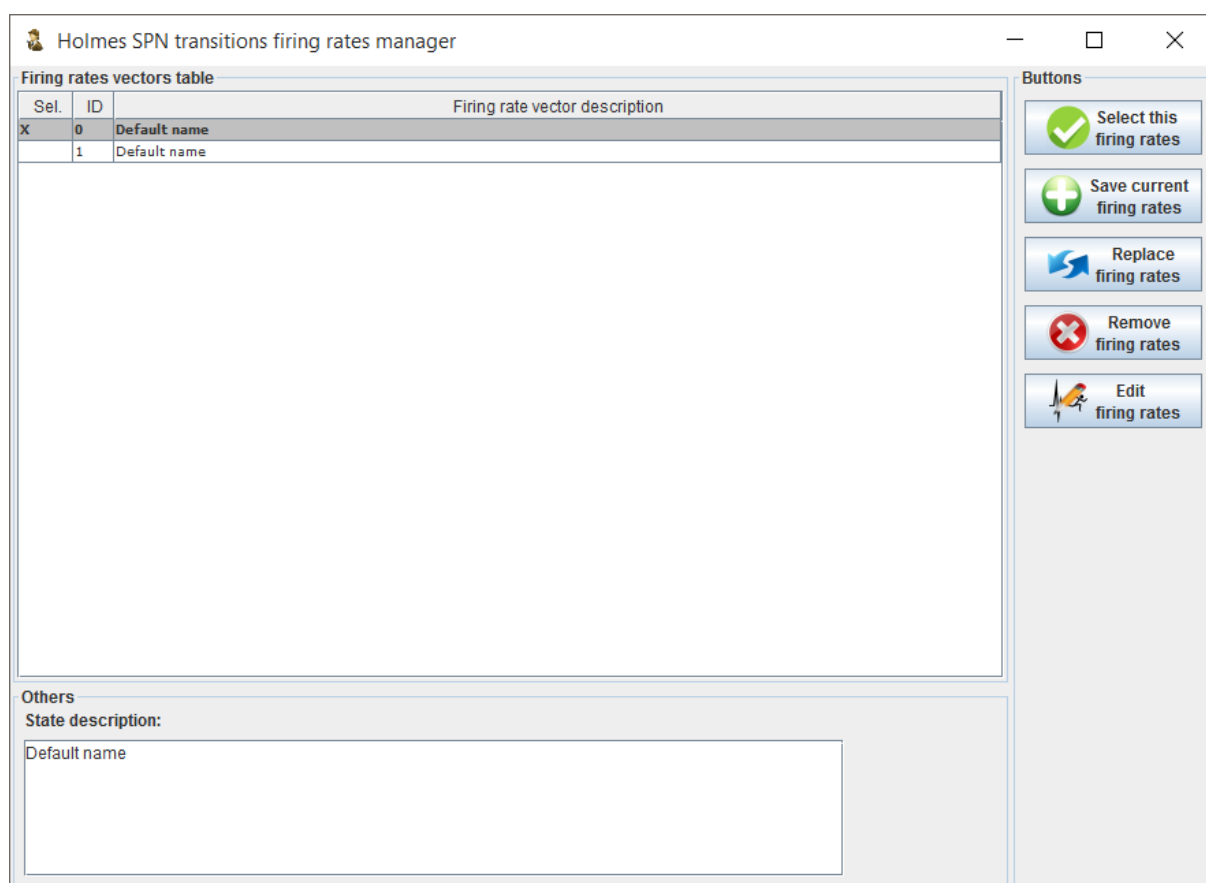 Holmes SPN transitions firing rates manager
Firing rates vectors table
Sel. ID Firing rate vector description
X 0 Default name
1 Default name
Buttons
Select this
firing rates
Save current
firing rates
Replace
firing rates
Remove
firing rates
Edit
firing rates
Others
State description:
Default name